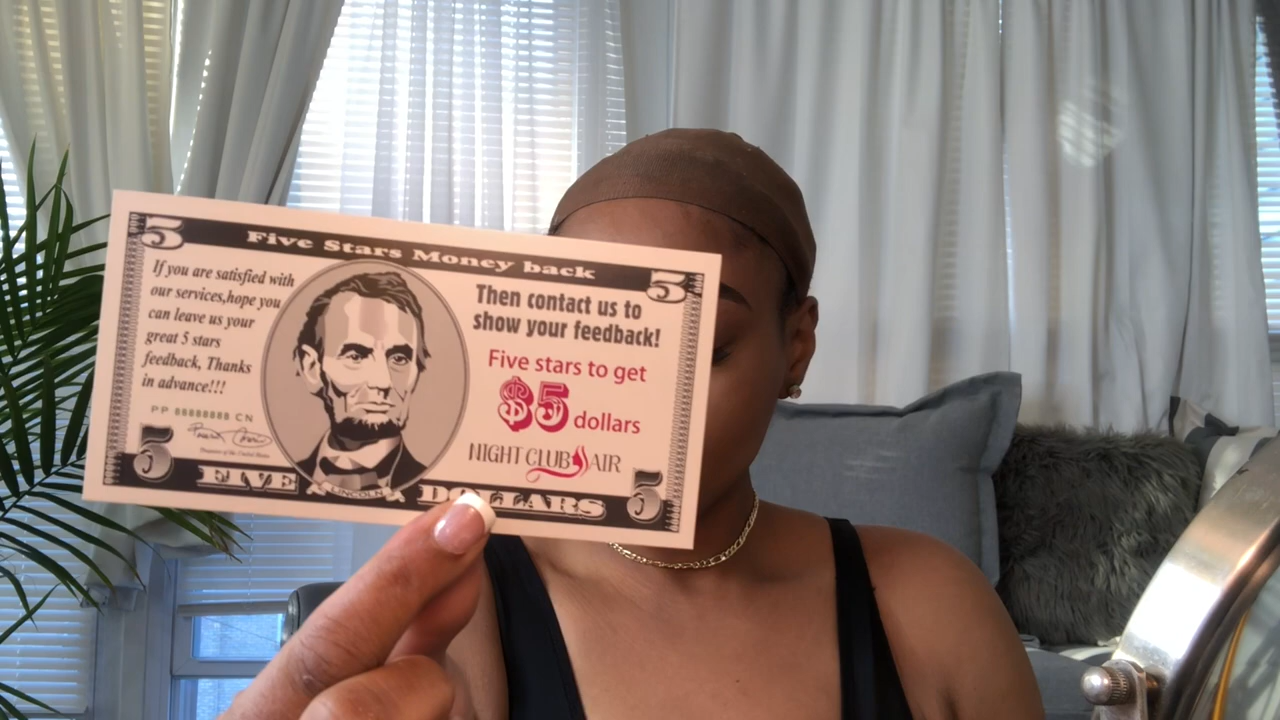 5
Five Stars Money back
5
If you are satisfied with
our services,hope you
can leave us your
great 5 stars
feedback, Thanks
in advance!!!
PP 88888888 CN
Then contact us to
show your feedback!
Five stars to get
$5 dollars
NIGHT CLUB AIR
5
FIVE
LINCOLN
DOLLARS
5